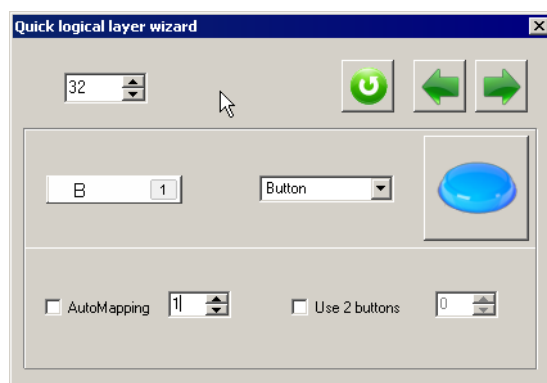 Quick logical layer wizard
32
B 1 Button
AutoMapping 1 Use 2 buttons 0